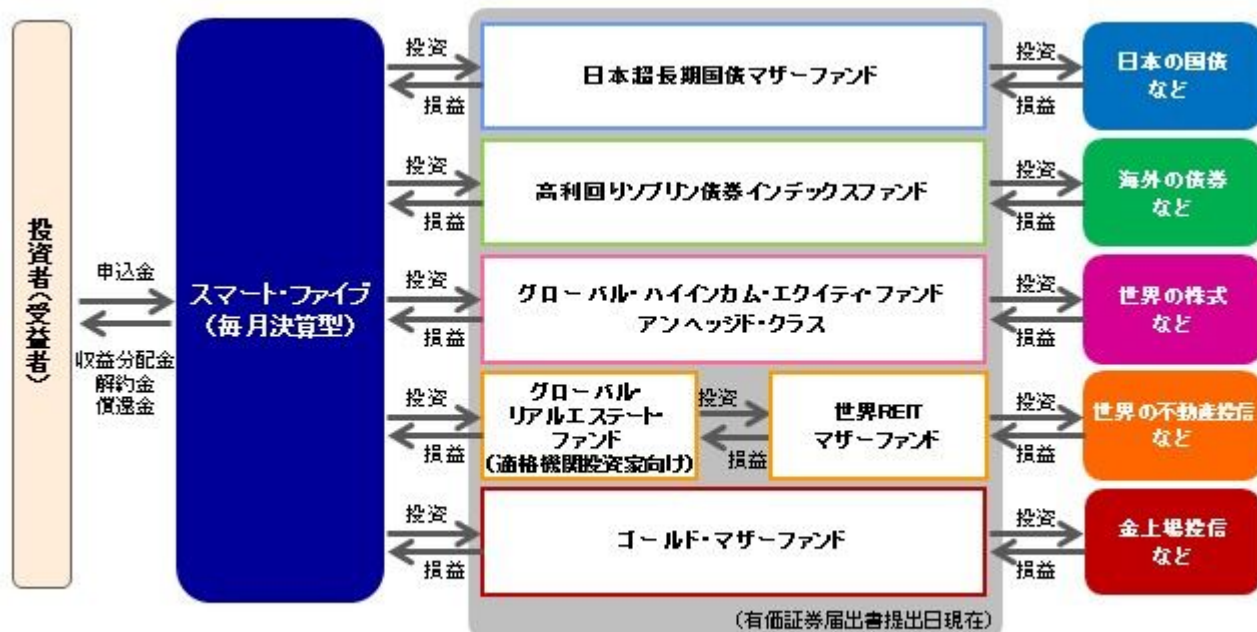 投資者(受益者)
申込金
収益分配金
解約金
償還金
スマート・ファイブ
(毎月決算型)
投資
損益
日本超長期国債マザーファンド
投資
損益
日本の国債
など
投資
損益
高利回りソブリン債券インデックスファンド
投資
損益
海外の債券
など
投資
損益
グローバル・ハイインカム・エクイティ・ファンド
アンヘッジド・クラス
投資
損益
世界の株式
など
投資
損益
グローバル・
リアルエステート・
ファンド
(適格機関投資家向け)
投資
損益
世界REIT
マザーファンド
投資
損益
世界の不動産投信
など
投資
損益
ゴールド・マザーファンド
投資
損益
金上場投信
など
(有価証券届出書提出日現在)